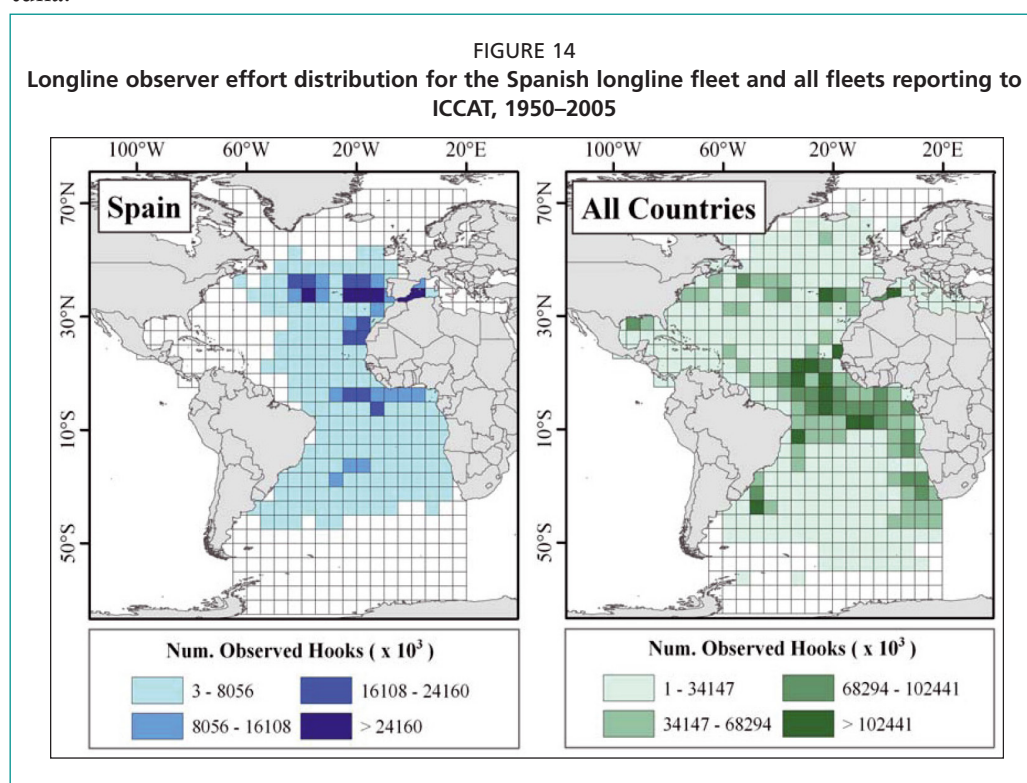 FIGURE 14
Longline observer effort distribution for the Spanish longline fleet and all fleets reporting to
ICCAT, 1950–2005
100°W 60°W 20°W 20°E 100°W 60°W 20°W 20°E
70°N
30°N
10°S
50°S
Spain
70°N
30°N
10°S
50°S
All Countries
Num. Observed Hooks ( x 10³ )
3 - 8056
16108 - 24160
8056 - 16108
> 24160
Num. Observed Hooks ( x 10³ )
1 - 34147
68294 - 102441
34147 - 68294
> 102441